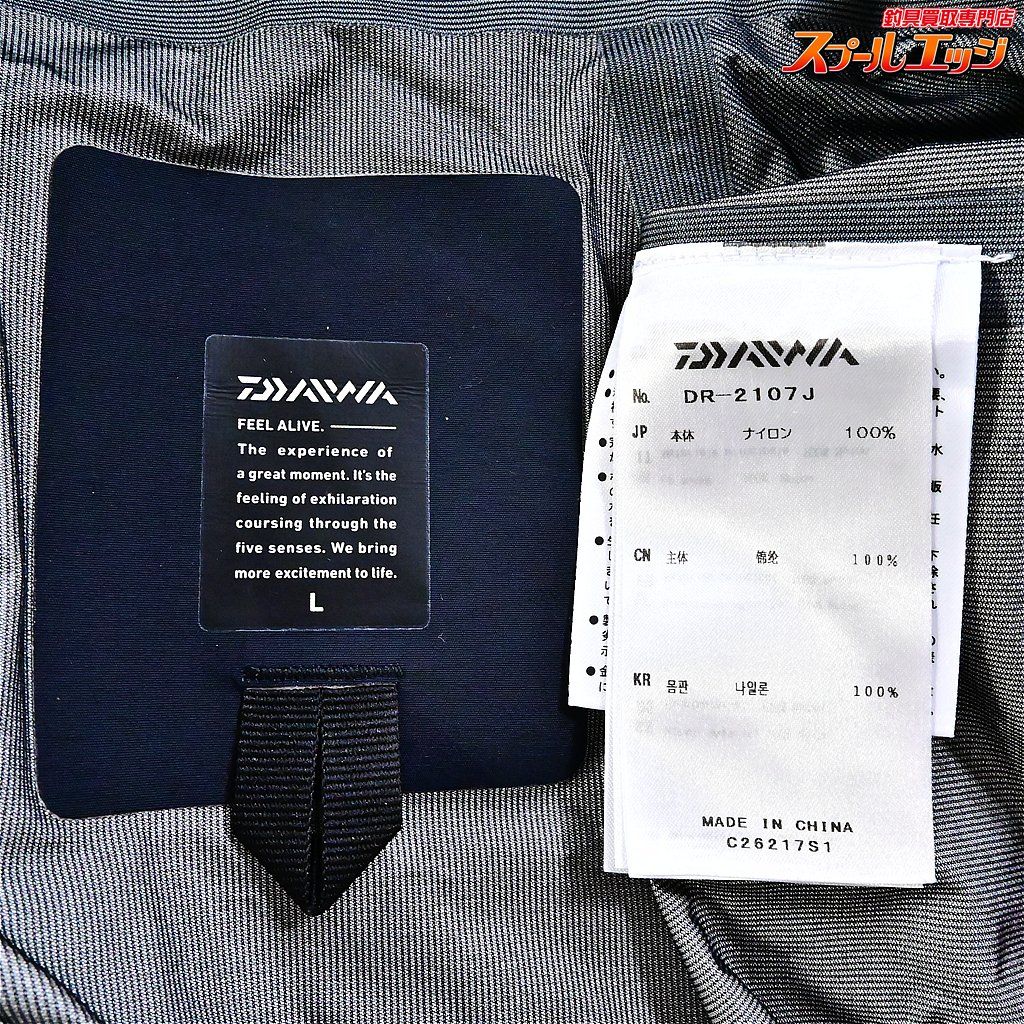 釣具買取専門店
スプールエッジ
DAIWA
FEEL ALIVE.
The experience of
a great moment. It's the
feeling of exhilaration
coursing through the
five senses. We bring
more excitement to life.
L
DAIWA
No. DR-2107J
JP 本体 ナイロン 100%
CN 主体 锦纶 100%
KR 몸판 나일론 100%
MADE IN CHINA
C26217S1